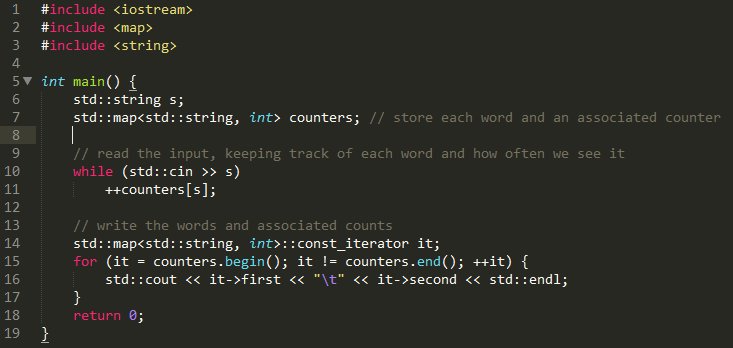 1 #include <iostream>
2 #include <map>
3 #include <string>
4
5 int main() {
6     std::string s;
7     std::map<std::string, int> counters; // store each word and an associated counter
8
9     // read the input, keeping track of each word and how often we see it
10     while (std::cin >> s)
11         ++counters[s];
12
13     // write the words and associated counts
14     std::map<std::string, int>::const_iterator it;
15     for (it = counters.begin(); it != counters.end(); ++it) {
16         std::cout << it->first << "\t" << it->second << std::endl;
17     }
18     return 0;
19 }